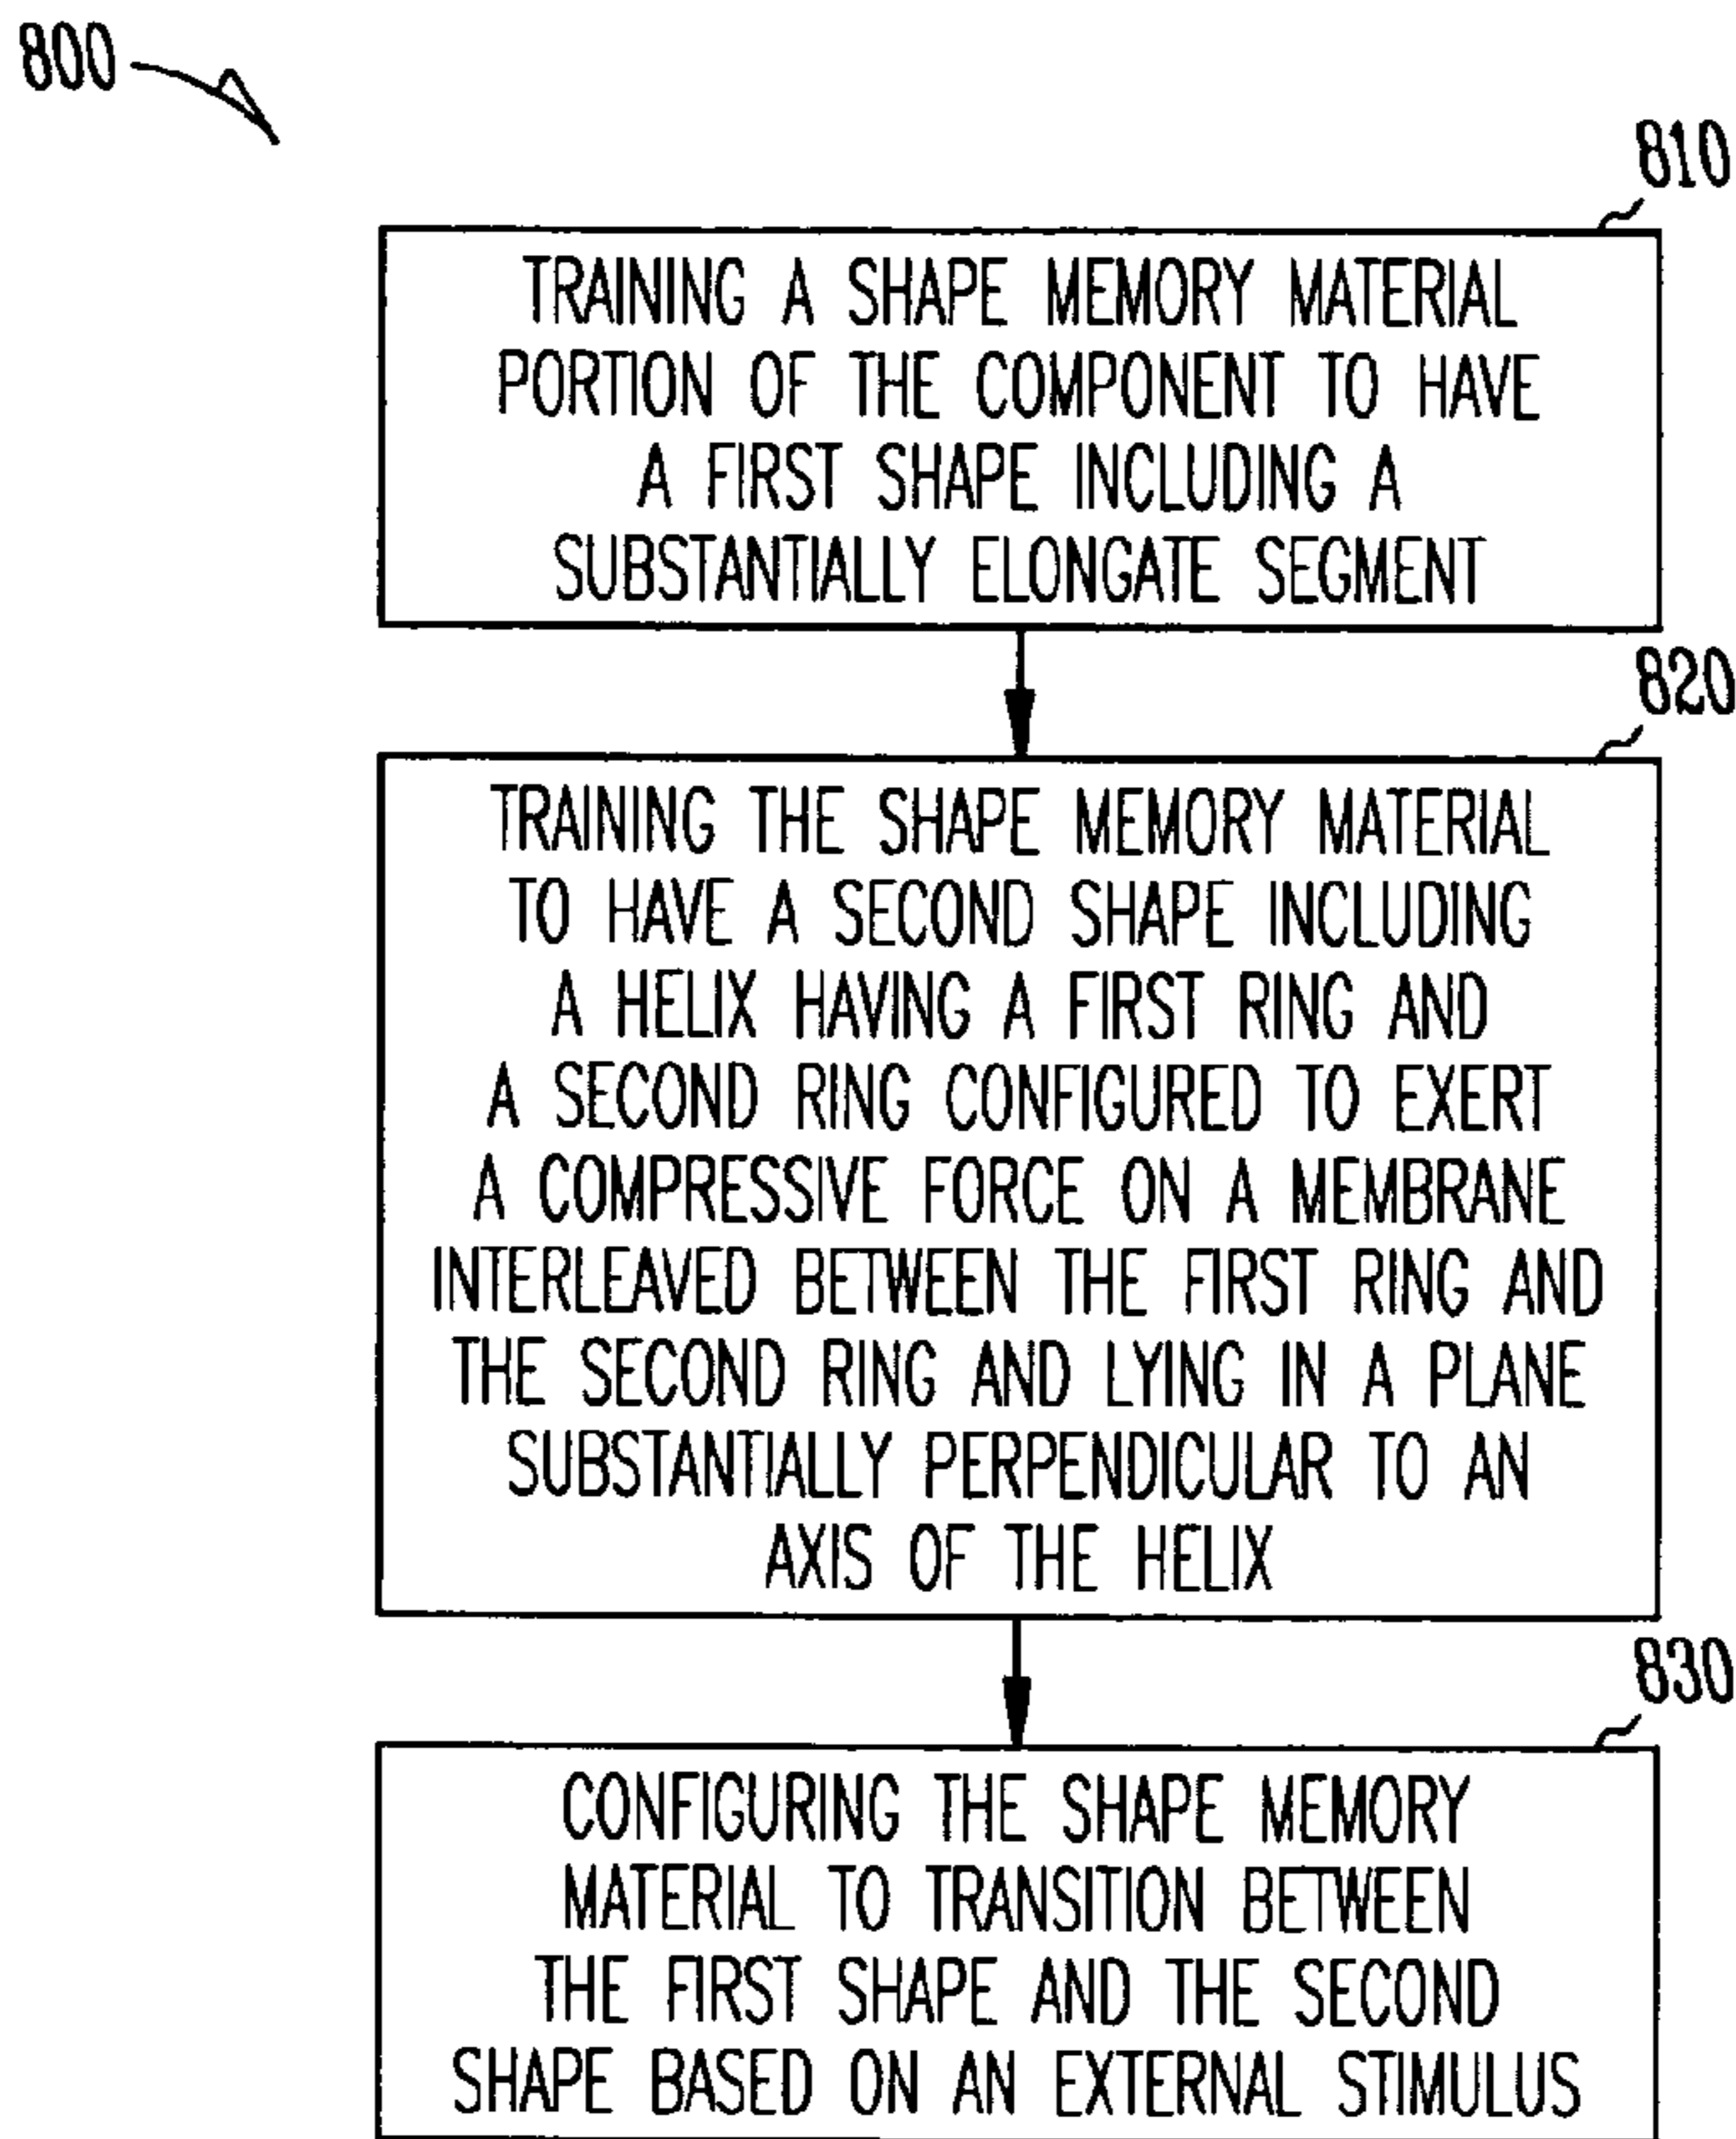 800
810
TRAINING A SHAPE MEMORY MATERIAL
PORTION OF THE COMPONENT TO HAVE
A FIRST SHAPE INCLUDING A
SUBSTANTIALLY ELONGATE SEGMENT
820
TRAINING THE SHAPE MEMORY MATERIAL
TO HAVE A SECOND SHAPE INCLUDING
A HELIX HAVING A FIRST RING AND
A SECOND RING CONFIGURED TO EXERT
A COMPRESSIVE FORCE ON A MEMBRANE
INTERLEAVED BETWEEN THE FIRST RING AND
THE SECOND RING AND LYING IN A PLANE
SUBSTANTIALLY PERPENDICULAR TO AN
AXIS OF THE HELIX
830
CONFIGURING THE SHAPE MEMORY
MATERIAL TO TRANSITION BETWEEN
THE FIRST SHAPE AND THE SECOND
SHAPE BASED ON AN EXTERNAL STIMULUS